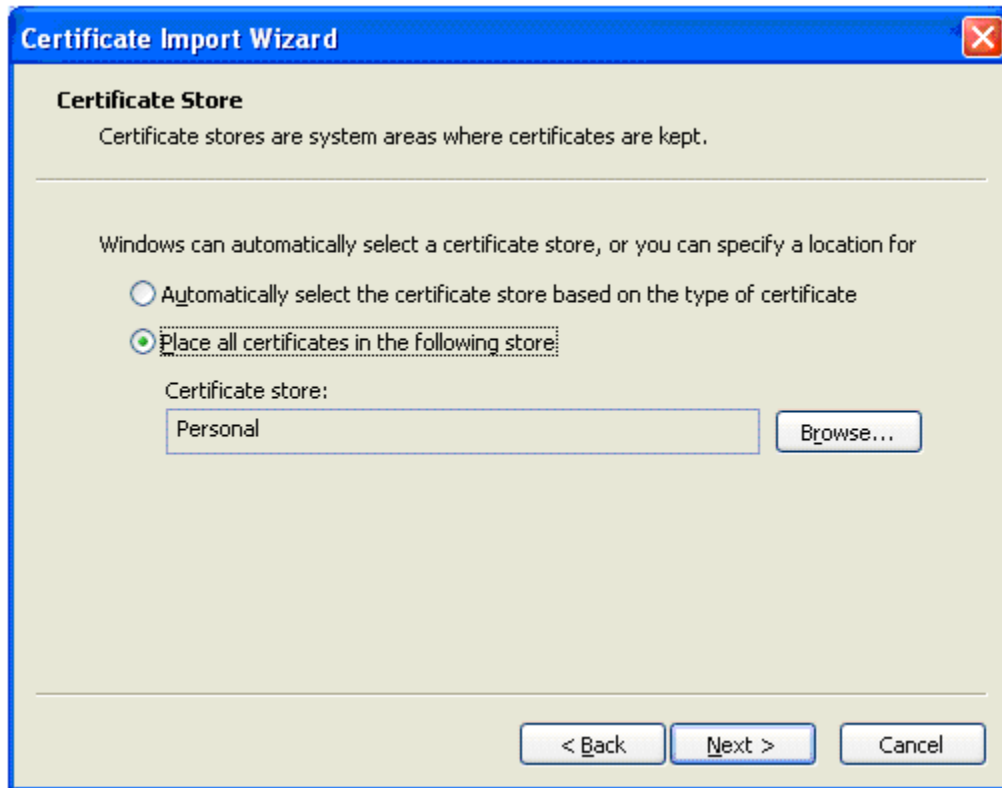 Certificate Import Wizard
Certificate Store
Certificate stores are system areas where certificates are kept.
Windows can automatically select a certificate store, or you can specify a location for
Automatically select the certificate store based on the type of certificate
Place all certificates in the following store
Certificate store:
Personal
Browse...
< Back
Next >
Cancel